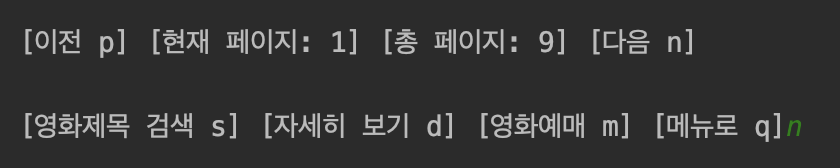 [이전 p] [현재 페이지: 1] [총 페이지: 9] [다음 n]
[영화제목 검색 s] [자세히 보기 d] [영화예매 m] [메뉴로 q]n